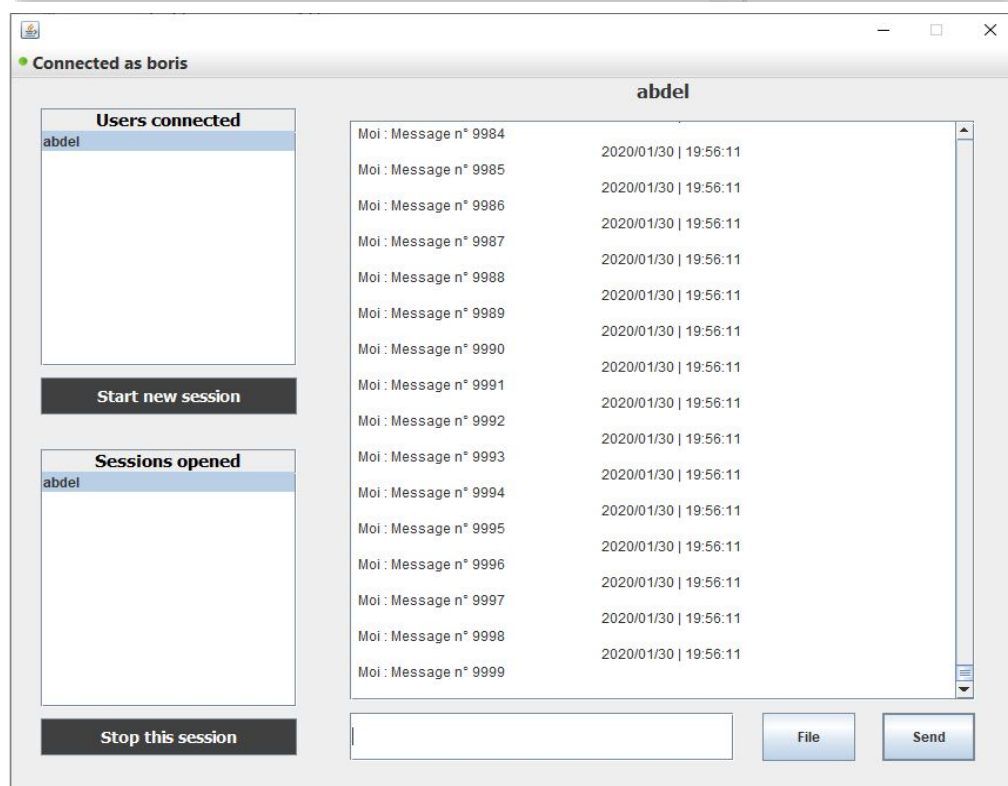 Connected as boris
Users connected
abdel
Start new session
Sessions opened
abdel
Stop this session
abdel
Moi : Message n° 9984
2020/01/30 | 19:56:11
Moi : Message n° 9985
2020/01/30 | 19:56:11
Moi : Message n° 9986
2020/01/30 | 19:56:11
Moi : Message n° 9987
2020/01/30 | 19:56:11
Moi : Message n° 9988
2020/01/30 | 19:56:11
Moi : Message n° 9989
2020/01/30 | 19:56:11
Moi : Message n° 9990
2020/01/30 | 19:56:11
Moi : Message n° 9991
2020/01/30 | 19:56:11
Moi : Message n° 9992
2020/01/30 | 19:56:11
Moi : Message n° 9993
2020/01/30 | 19:56:11
Moi : Message n° 9994
2020/01/30 | 19:56:11
Moi : Message n° 9995
2020/01/30 | 19:56:11
Moi : Message n° 9996
2020/01/30 | 19:56:11
Moi : Message n° 9997
2020/01/30 | 19:56:11
Moi : Message n° 9998
2020/01/30 | 19:56:11
Moi : Message n° 9999
File
Send